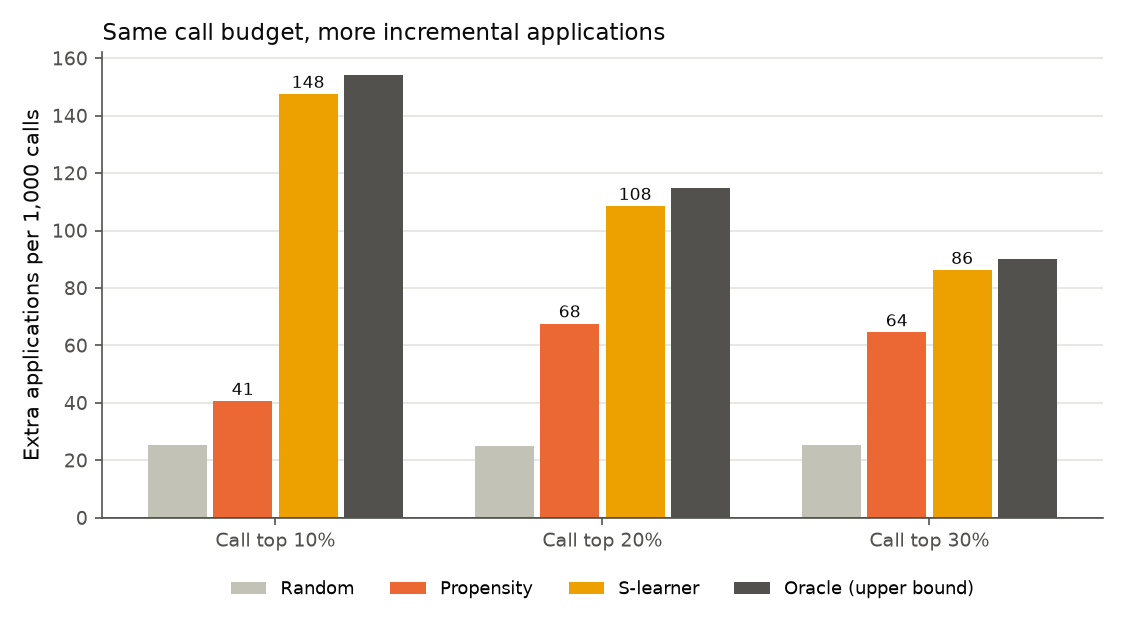 Same call budget, more incremental applications
Extra applications per 1,000 calls
160
140
120
100
80
60
40
20
0
41
148
68
108
64
86
Call top 10%
Call top 20%
Call top 30%
Random
Propensity
S-learner
Oracle (upper bound)